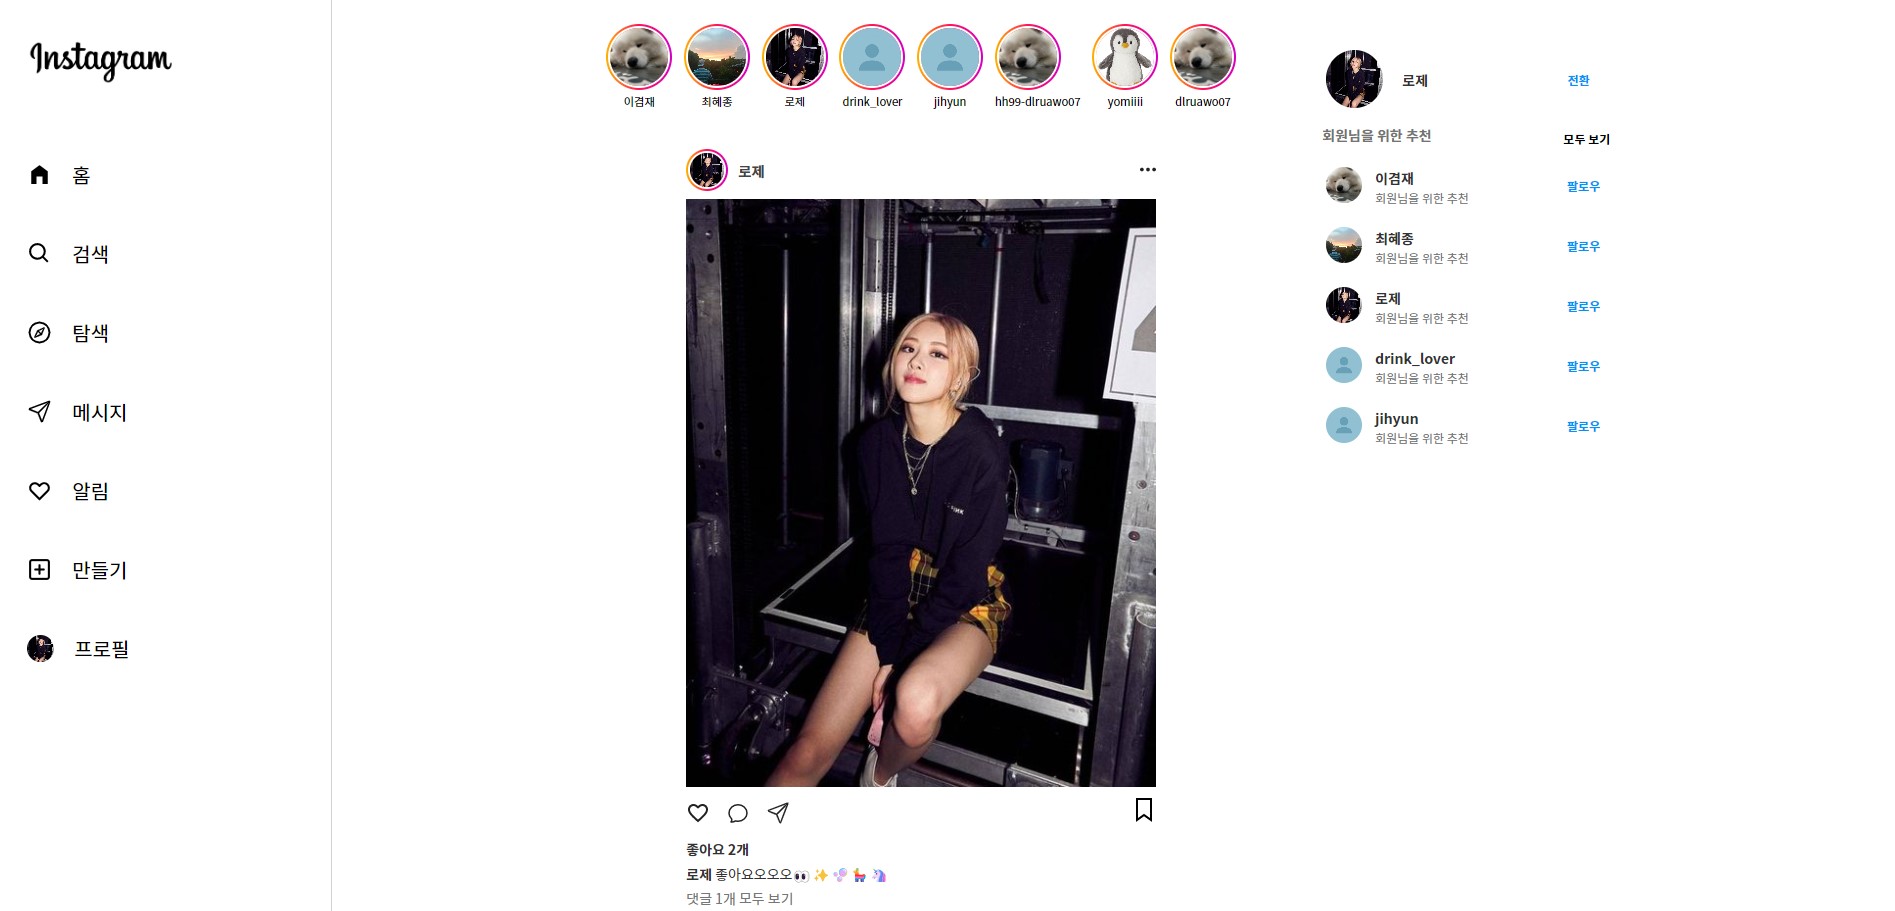 Instagram
홈
검색
탐색
메시지
알림
만들기
프로필
이겸재
최혜종
로제
drink_lover
jihyun
hh99-dlruawo07
yomiiii
dlruawo07
로제
좋아요 2개
로제 좋아요오오오👀✨🫧🪅🦄
댓글 1개 모두 보기
로제
전환
회원님을 위한 추천
모두 보기
이겸재
회원님을 위한 추천
팔로우
최혜종
회원님을 위한 추천
팔로우
로제
회원님을 위한 추천
팔로우
drink_lover
회원님을 위한 추천
팔로우
jihyun
회원님을 위한 추천
팔로우